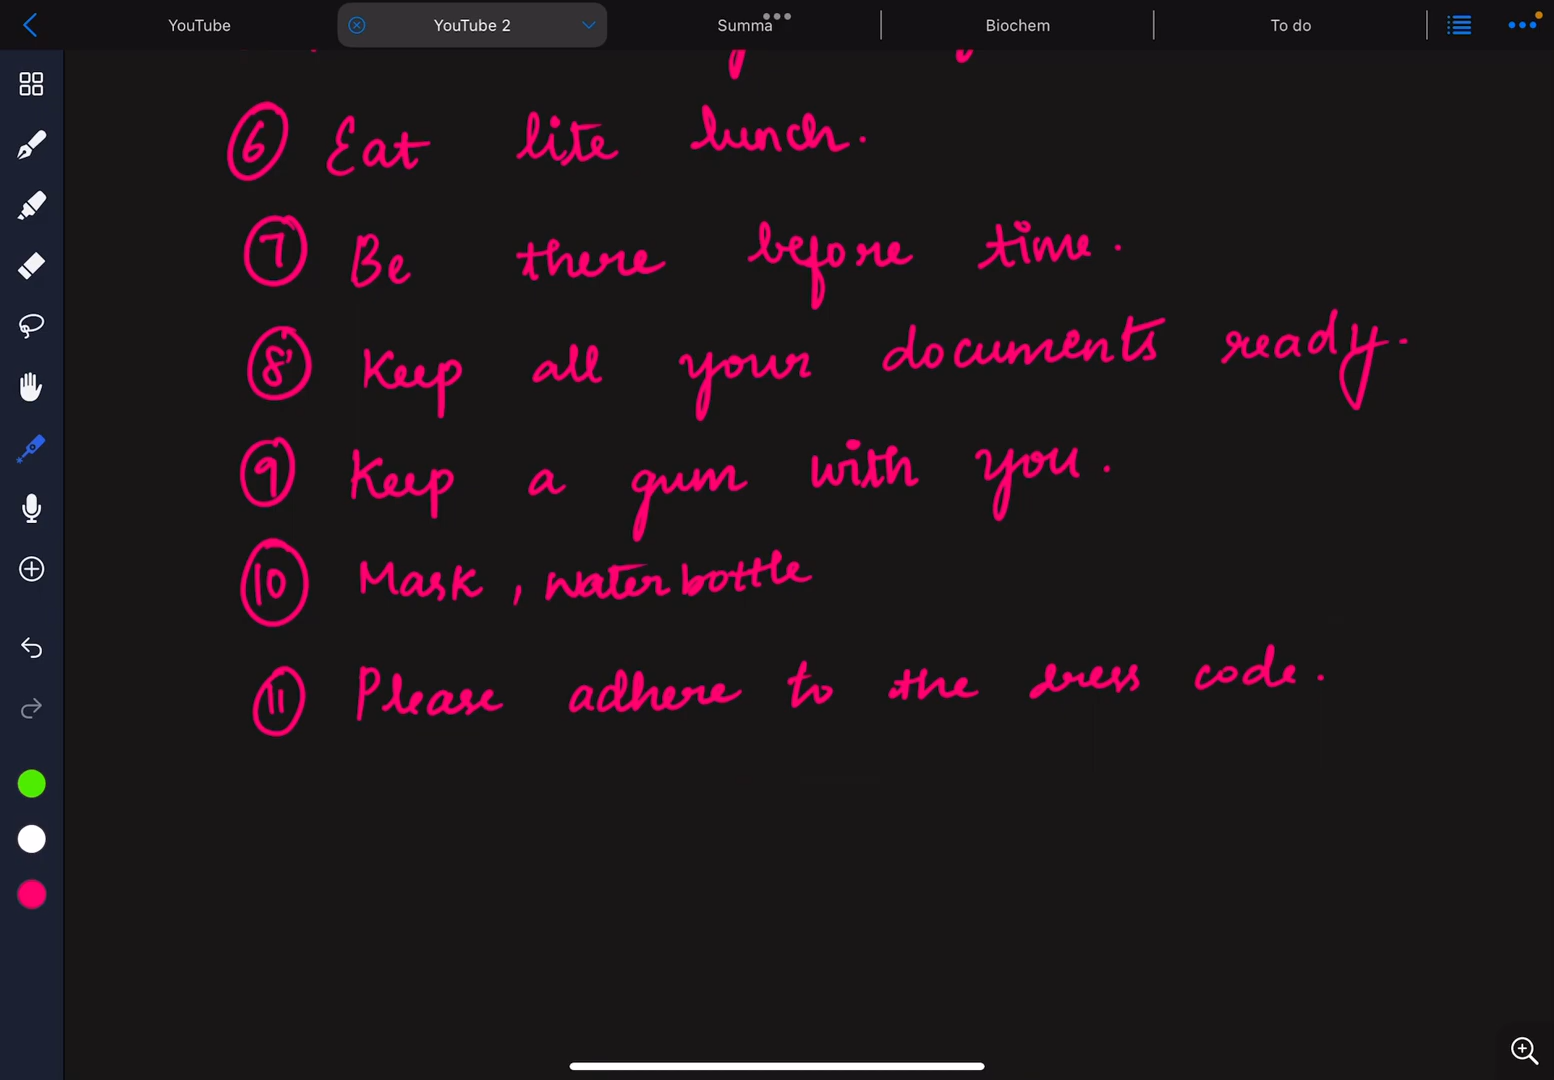 YouTube
YouTube 2
Summa
Biochem
To do
6 Eat lite lunch.
7 Be there before time.
8 Keep all your documents ready.
9 Keep a gum with you.
10 Mask, water bottle
11 Please adhere to the dress code.